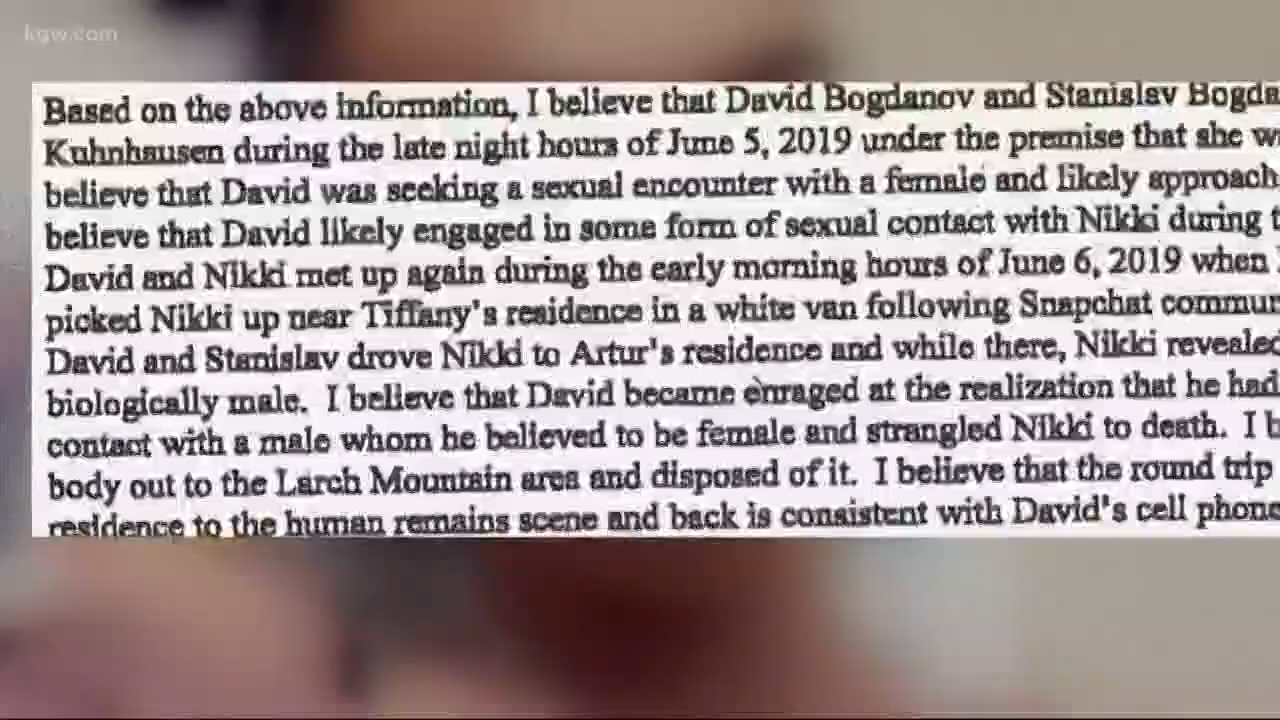 kgw.com
Based on the above information, I believe that David Bogdanov and Stanislav Bogda
Kuhnhausen during the late night hours of June 5, 2019 under the premise that she w
believe that David was seeking a sexual encounter with a female and likely approach
believe that David likely engaged in some form of sexual contact with Nikki during t
David and Nikki met up again during the early morning hours of June 6, 2019 when
picked Nikki up near Tiffany's residence in a white van following Snapchat commun
David and Stanislav drove Nikki to Artur's residence and while there, Nikki revealed
biologically male. I believe that David became enraged at the realization that he had
contact with a male whom he believed to be female and strangled Nikki to death. I b
body out to the Larch Mountain area and disposed of it. I believe that the round trip
residence to the human remains scene and back is consistent with David's cell phone